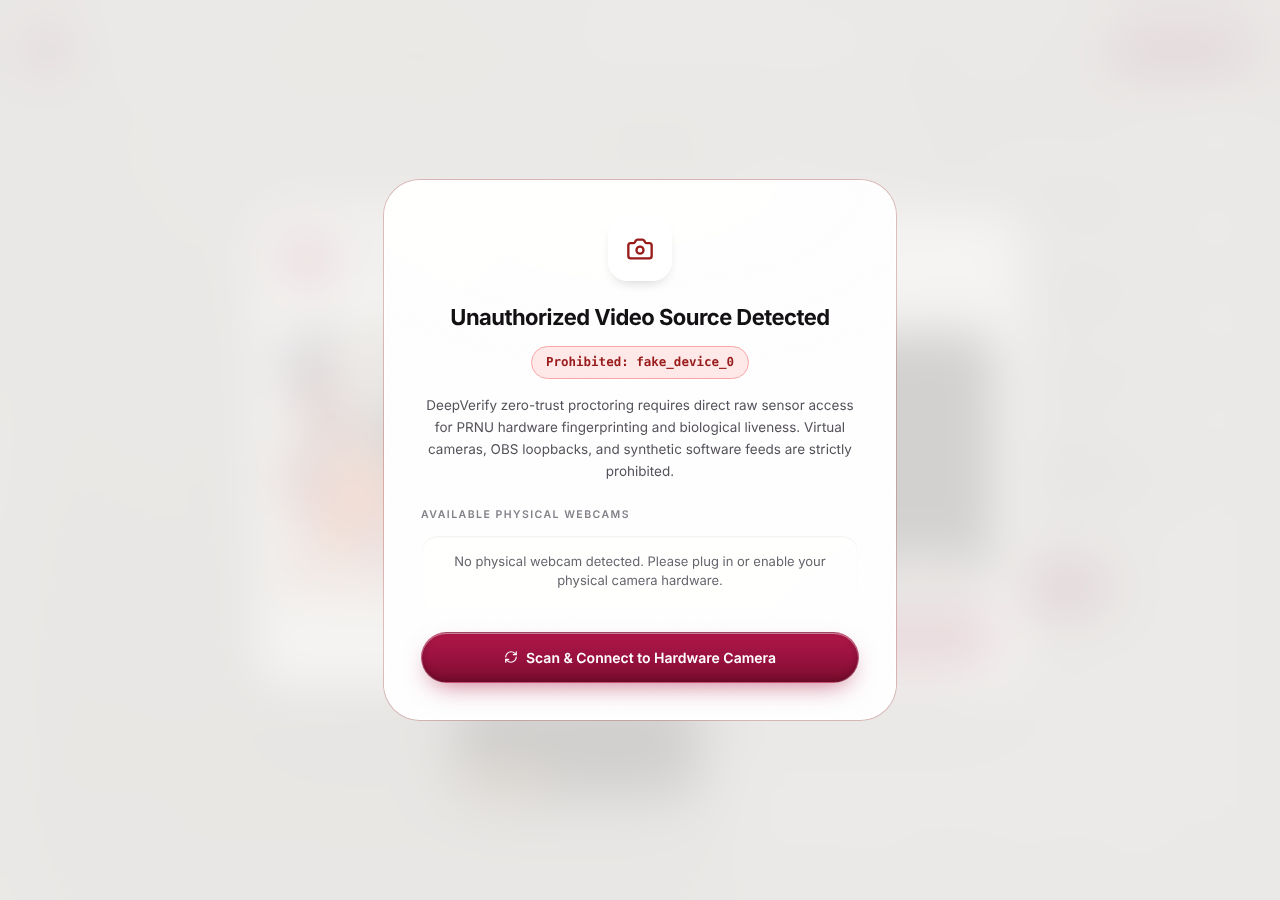 Unauthorized Video Source Detected
Prohibited: fake_device_0
DeepVerify zero-trust proctoring requires direct raw sensor access
for PRNU hardware fingerprinting and biological liveness. Virtual
cameras, OBS loopbacks, and synthetic software feeds are strictly
prohibited.
AVAILABLE PHYSICAL WEBCAMS
No physical webcam detected. Please plug in or enable your
physical camera hardware.
Scan & Connect to Hardware Camera